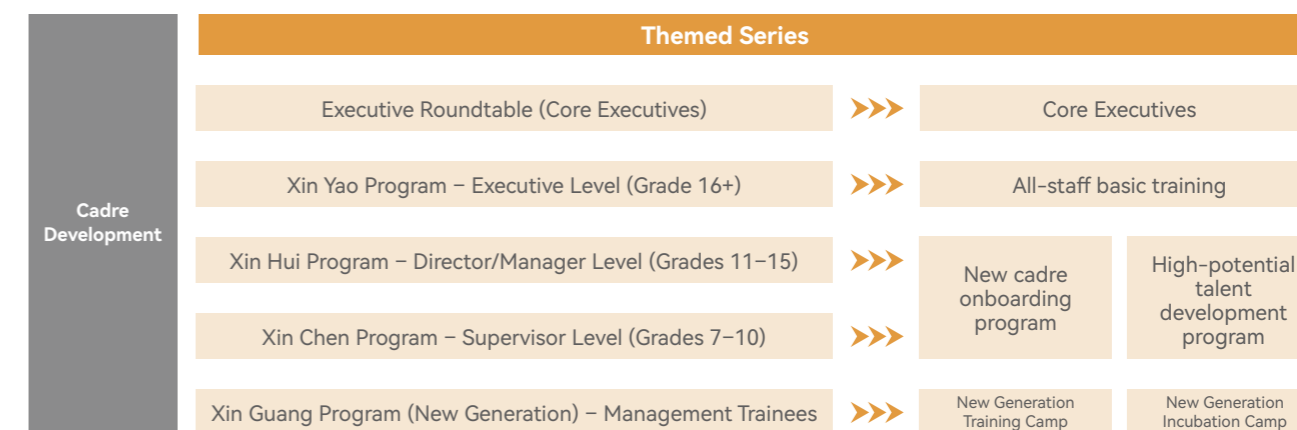 Themed Series
Cadre
Development
Executive Roundtable (Core Executives)
Core Executives
Xin Yao Program – Executive Level (Grade 16+)
All-staff basic training
Xin Hui Program – Director/Manager Level (Grades 11–15)
Xin Chen Program – Supervisor Level (Grades 7–10)
New cadre
onboarding
program
High-potential
talent
development
program
Xin Guang Program (New Generation) – Management Trainees
New Generation
Training Camp
New Generation
Incubation Camp